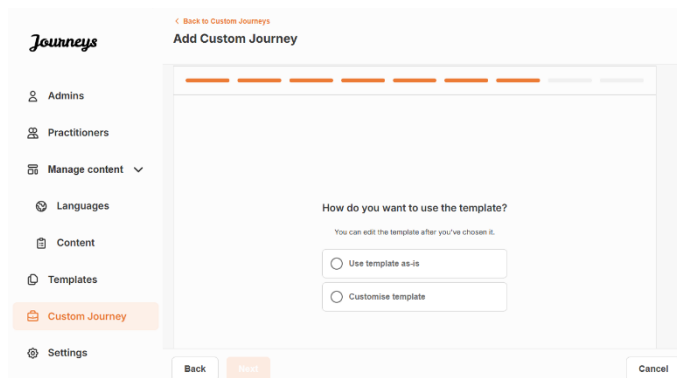 Journeys
Admins
Practitioners
Manage content
Languages
Content
Templates
Custom Journey
Settings
Back to Custom Journeys
Add Custom Journey
How do you want to use the template?
You can edit the template after you've chosen it.
Use template as-is
Customise template
Back
Next
Cancel